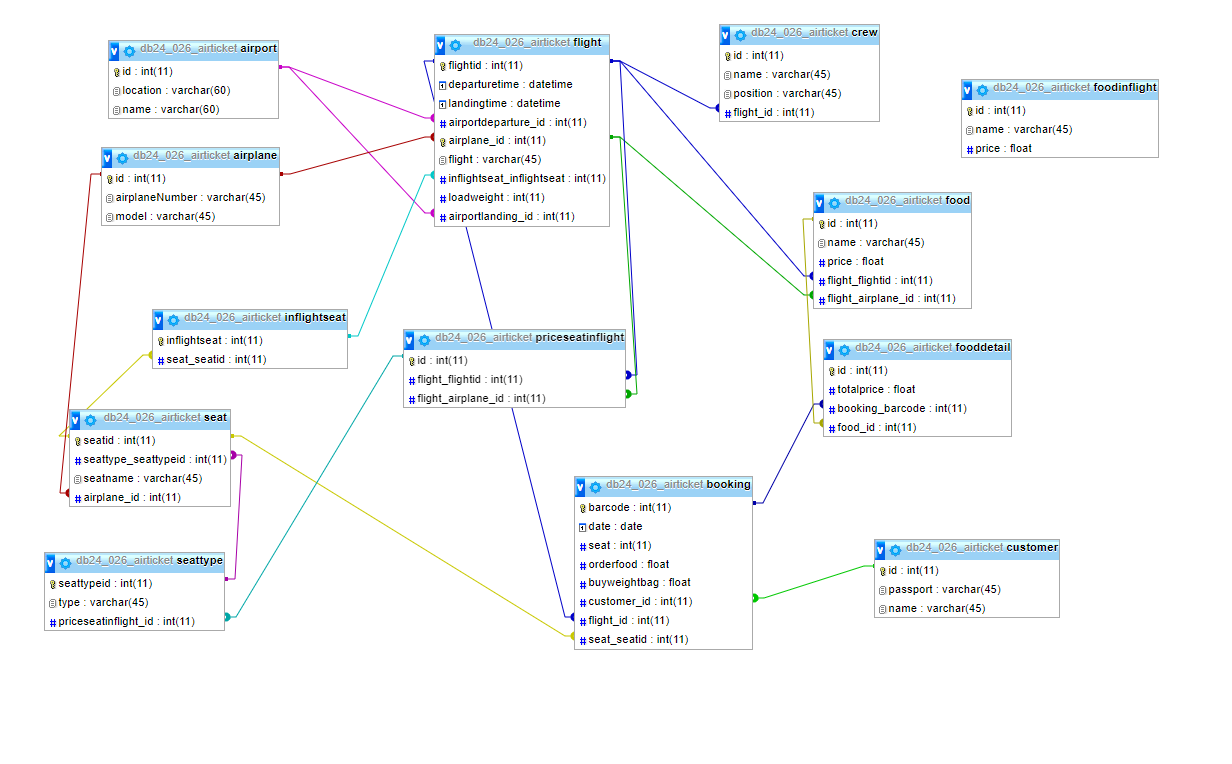 db24_026_airticket airport
id : int(11)
location : varchar(60)
name : varchar(60)
db24_026_airticket flight
flightid : int(11)
departuretime : datetime
landingtime : datetime
airportdeparture_id : int(11)
airplane_id : int(11)
flight : varchar(45)
inflightseat_inflightseat : int(11)
loadweight : int(11)
airportlanding_id : int(11)
db24_026_airticket crew
id : int(11)
name : varchar(45)
position : varchar(45)
flight_id : int(11)
db24_026_airticket foodinflight
id : int(11)
name : varchar(45)
price : float
db24_026_airticket airplane
id : int(11)
airplaneNumber : varchar(45)
model : varchar(45)
db24_026_airticket food
id : int(11)
name : varchar(45)
price : float
flight_flightid : int(11)
flight_airplane_id : int(11)
db24_026_airticket inflightseat
inflightseat : int(11)
seat_seatid : int(11)
db24_026_airticket priceseatinflight
id : int(11)
flight_flightid : int(11)
flight_airplane_id : int(11)
db24_026_airticket fooddetail
id : int(11)
totalprice : float
booking_barcode : int(11)
food_id : int(11)
db24_026_airticket seat
seatid : int(11)
seattype_seattypeid : int(11)
seatname : varchar(45)
airplane_id : int(11)
db24_026_airticket booking
barcode : int(11)
date : date
seat : int(11)
orderfood : float
buyweightbag : float
customer_id : int(11)
flight_id : int(11)
seat_seatid : int(11)
db24_026_airticket seattype
seattypeid : int(11)
type : varchar(45)
priceseatinflight_id : int(11)
db24_026_airticket customer
id : int(11)
passport : varchar(45)
name : varchar(45)